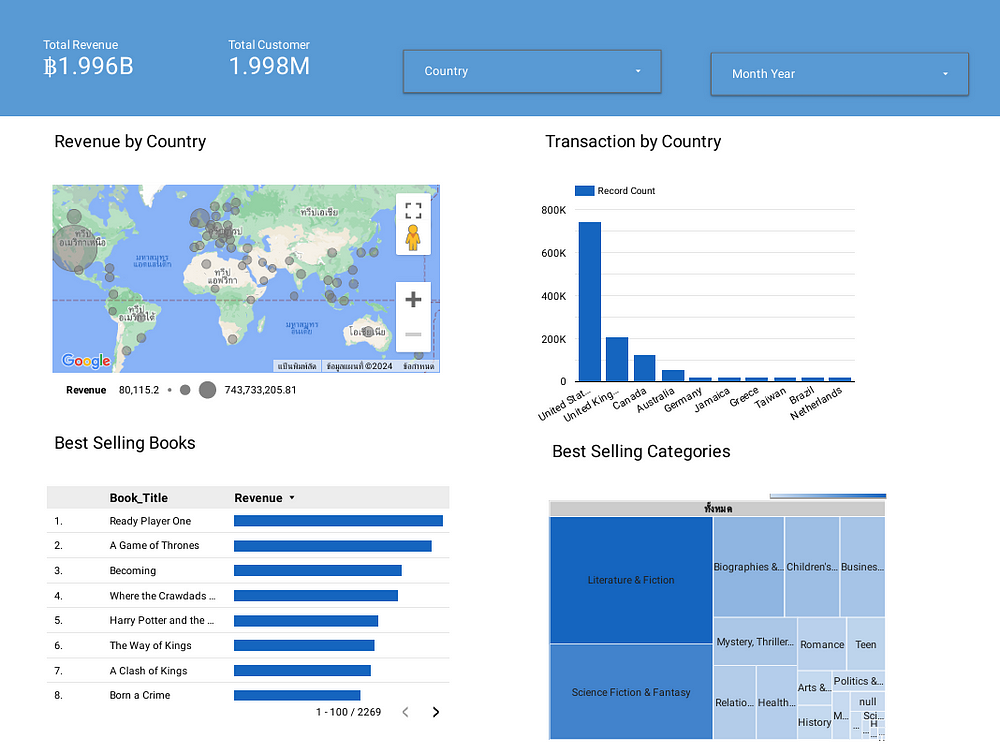 Total Revenue
฿1.996B
Total Customer
1.998M
Country
Month Year
Revenue by Country
Transaction by Country
ทวีปเอเชีย
ทวีป
อเมริกาเหนือ
มหาสมุทร
แอตแลนติก
ทวีป
แอฟริกา
ทวีป
อเมริกาใต้
มหาสมุทร
อินเดีย
โอเชียเนีย
Google
แป้นพิมพ์ลัด
ข้อมูลแผนที่ ©2024
ข้อกำหนด
Revenue
80,115.2
743,733,205.81
Record Count
800K
600K
400K
200K
0
United Stat…
United King…
Canada
Australia
Germany
Jamaica
Greece
Taiwan
Brazil
Netherlands
Best Selling Books
Book_Title Revenue
1. Ready Player One
2. A Game of Thrones
3. Becoming
4. Where the Crawdads …
5. Harry Potter and the …
6. The Way of Kings
7. A Clash of Kings
8. Born a Crime
1 - 100 / 2269
Best Selling Categories
ทั้งหมด
Literature & Fiction
Science Fiction & Fantasy
Biographies &…
Children's…
Busines…
Mystery, Thriller…
Romance
Teen
Relatio…
Health…
Arts &…
Politics &…
History
M…
null
Sci…
…
…
H
…
…